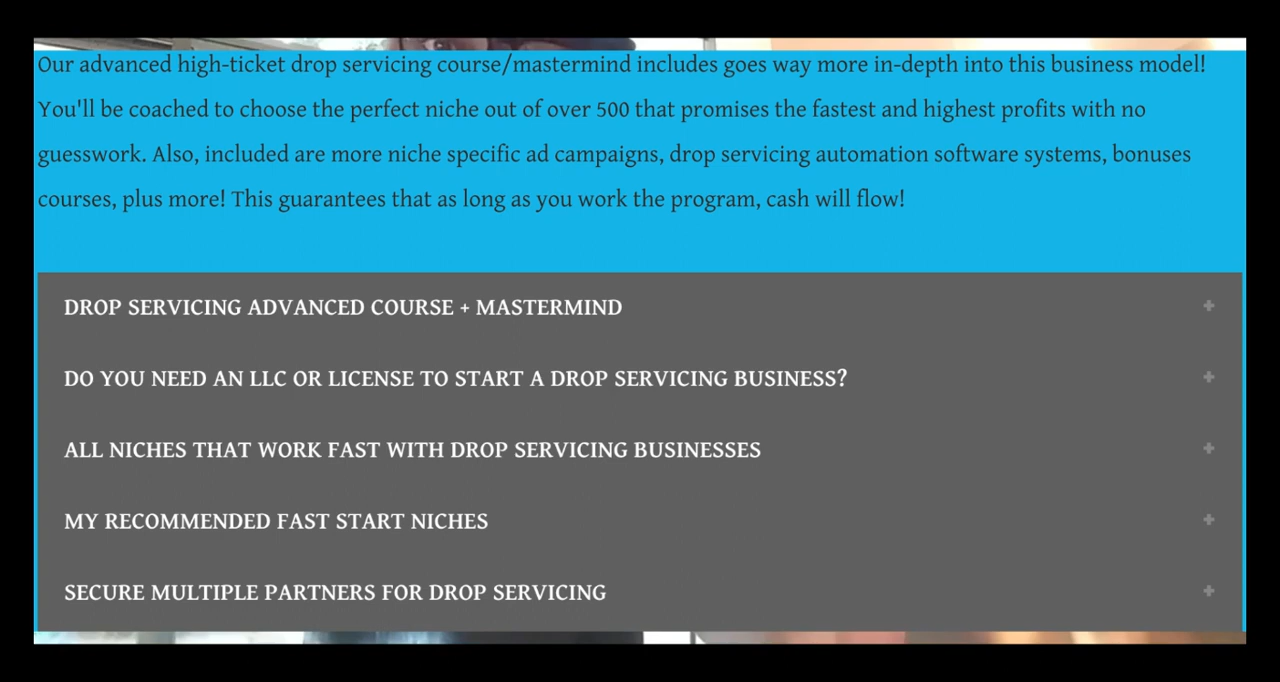 Our advanced high-ticket drop servicing course/mastermind includes goes way more in-depth into this business model!
You'll be coached to choose the perfect niche out of over 500 that promises the fastest and highest profits with no
guesswork. Also, included are more niche specific ad campaigns, drop servicing automation software systems, bonuses
courses, plus more! This guarantees that as long as you work the program, cash will flow!
DROP SERVICING ADVANCED COURSE + MASTERMIND
DO YOU NEED AN LLC OR LICENSE TO START A DROP SERVICING BUSINESS?
ALL NICHES THAT WORK FAST WITH DROP SERVICING BUSINESSES
MY RECOMMENDED FAST START NICHES
SECURE MULTIPLE PARTNERS FOR DROP SERVICING